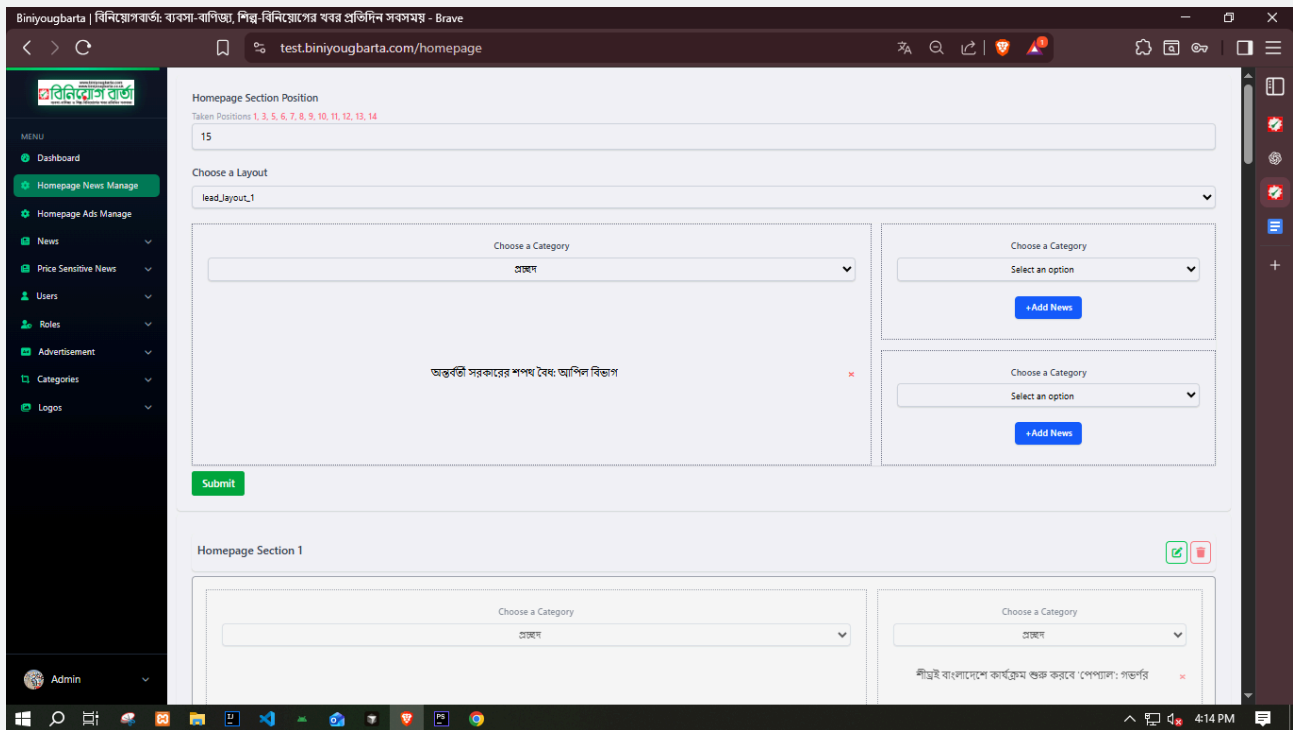 Biniyougbarta | বিনিয়োগবার্তা: ব্যবসা-বাণিজ্য, শিল্প-বিনিয়োগের খবর প্রতিদিন সবসময় - Brave
test.biniyougbarta.com/homepage
বিনিয়োগ বার্তা
MENU
Dashboard
Homepage News Manage
Homepage Ads Manage
News
Price Sensitive News
Users
Roles
Advertisement
Categories
Logos
Admin
Homepage Section Position
Taken Positions 1, 3, 5, 6, 7, 8, 9, 10, 11, 12, 13, 14
15
Choose a Layout
lead_layout_1
Choose a Category
প্রচ্ছদ
অন্তর্বর্তী সরকারের শপথ বৈধ: আপিল বিভাগ
Choose a Category
Select an option
+Add News
Choose a Category
Select an option
+Add News
Submit
Homepage Section 1
Choose a Category
প্রচ্ছদ
Choose a Category
প্রচ্ছদ
শীঘ্রই বাংলাদেশে কার্যক্রম শুরু করবে 'পেপ্যাল': গভর্নর
4:14 PM